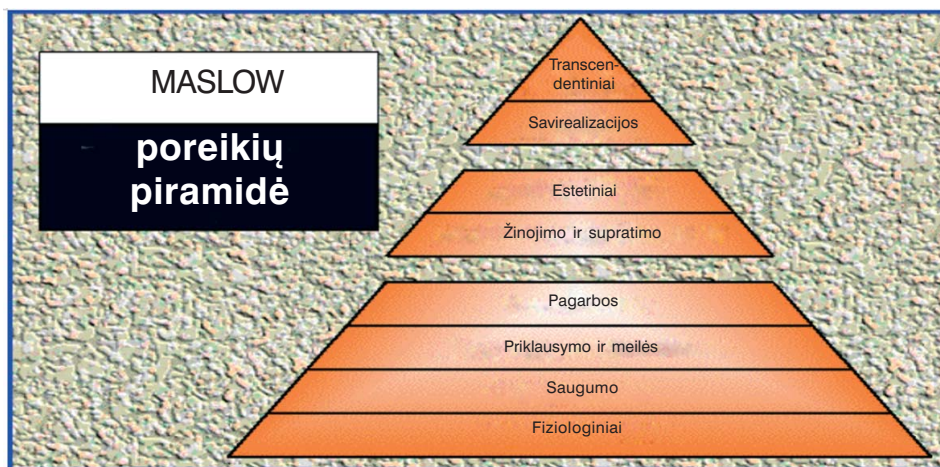 MASLOW
poreikių
piramidė
Transcen-
dentiniai
Savirealizacijos
Estetiniai
Žinojimo ir supratimo
Pagarbos
Priklausymo ir meilės
Saugumo
Fiziologiniai